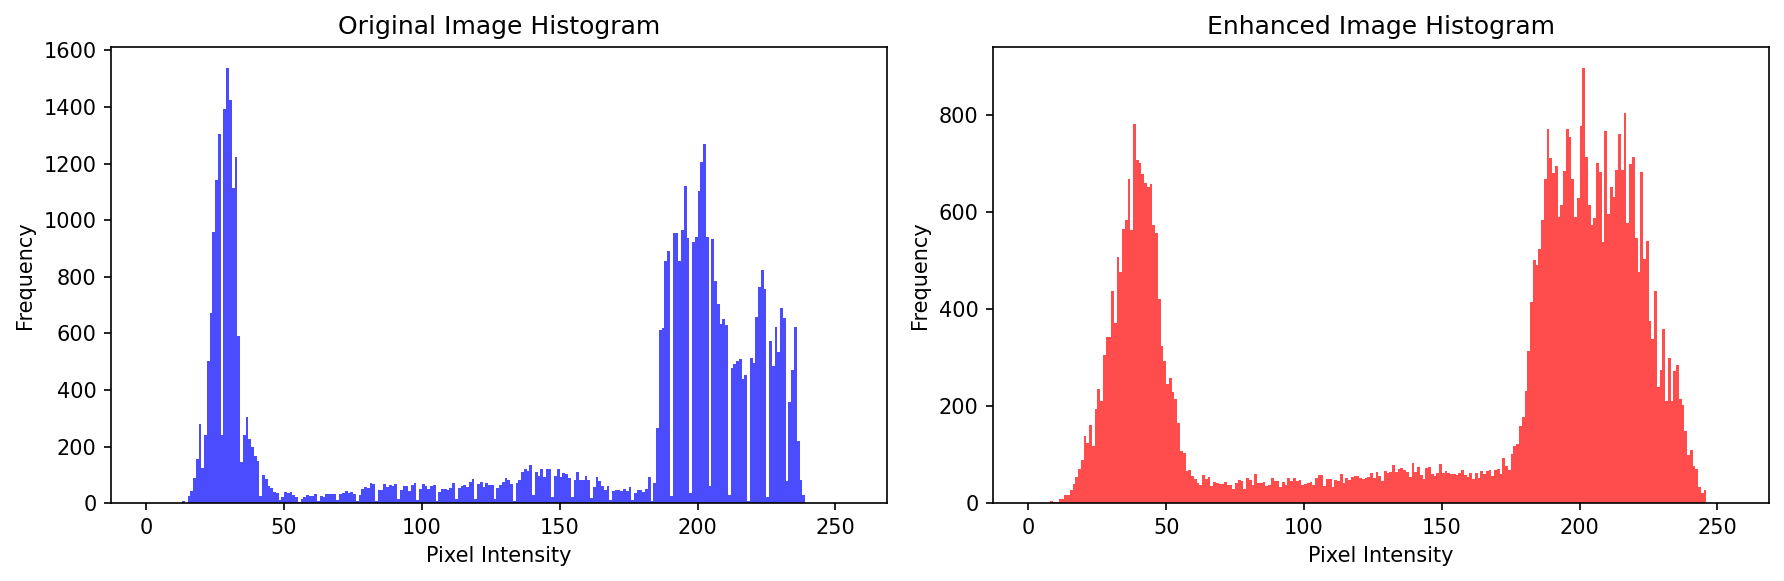 Original Image Histogram
Frequency
1600
1400
1200
1000
800
600
400
200
0
0 50 100 150 200 250
Pixel Intensity
Enhanced Image Histogram
Frequency
800
600
400
200
0
0 50 100 150 200 250
Pixel Intensity